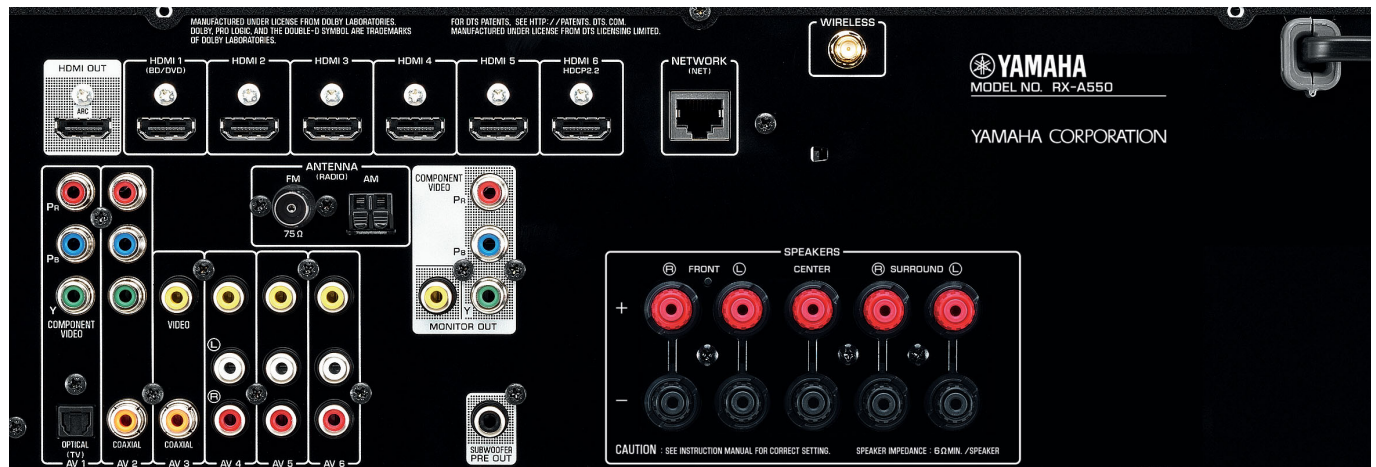 MANUFACTURED UNDER LICENSE FROM DOLBY LABORATORIES.
DOLBY, PRO LOGIC, AND THE DOUBLE-D SYMBOL ARE TRADEMARKS
OF DOLBY LABORATORIES.
FOR DTS PATENTS, SEE HTTP://PATENTS.DTS.COM.
MANUFACTURED UNDER LICENSE FROM DTS LICENSING LIMITED.
WIRELESS
HDMI OUT
ARC
HDMI 1
(BD/DVD)
HDMI 2
HDMI 3
HDMI 4
HDMI 5
HDMI 6
HDCP2.2
NETWORK
(NET)
YAMAHA
MODEL NO. RX-A550
YAMAHA CORPORATION
ANTENNA
(RADIO)
FM
AM
75Ω
PR
PB
Y
COMPONENT
VIDEO
VIDEO
L
R
OPTICAL
(TV)
AV 1
COAXIAL
AV 2
COAXIAL
AV 3
AV 4
AV 5
AV 6
COMPONENT
VIDEO
PR
PB
Y
MONITOR OUT
SUBWOOFER
PRE OUT
SPEAKERS
R FRONT L
CENTER
R SURROUND L
+
–
CAUTION : SEE INSTRUCTION MANUAL FOR CORRECT SETTING.
SPEAKER IMPEDANCE : 6ΩMIN. /SPEAKER